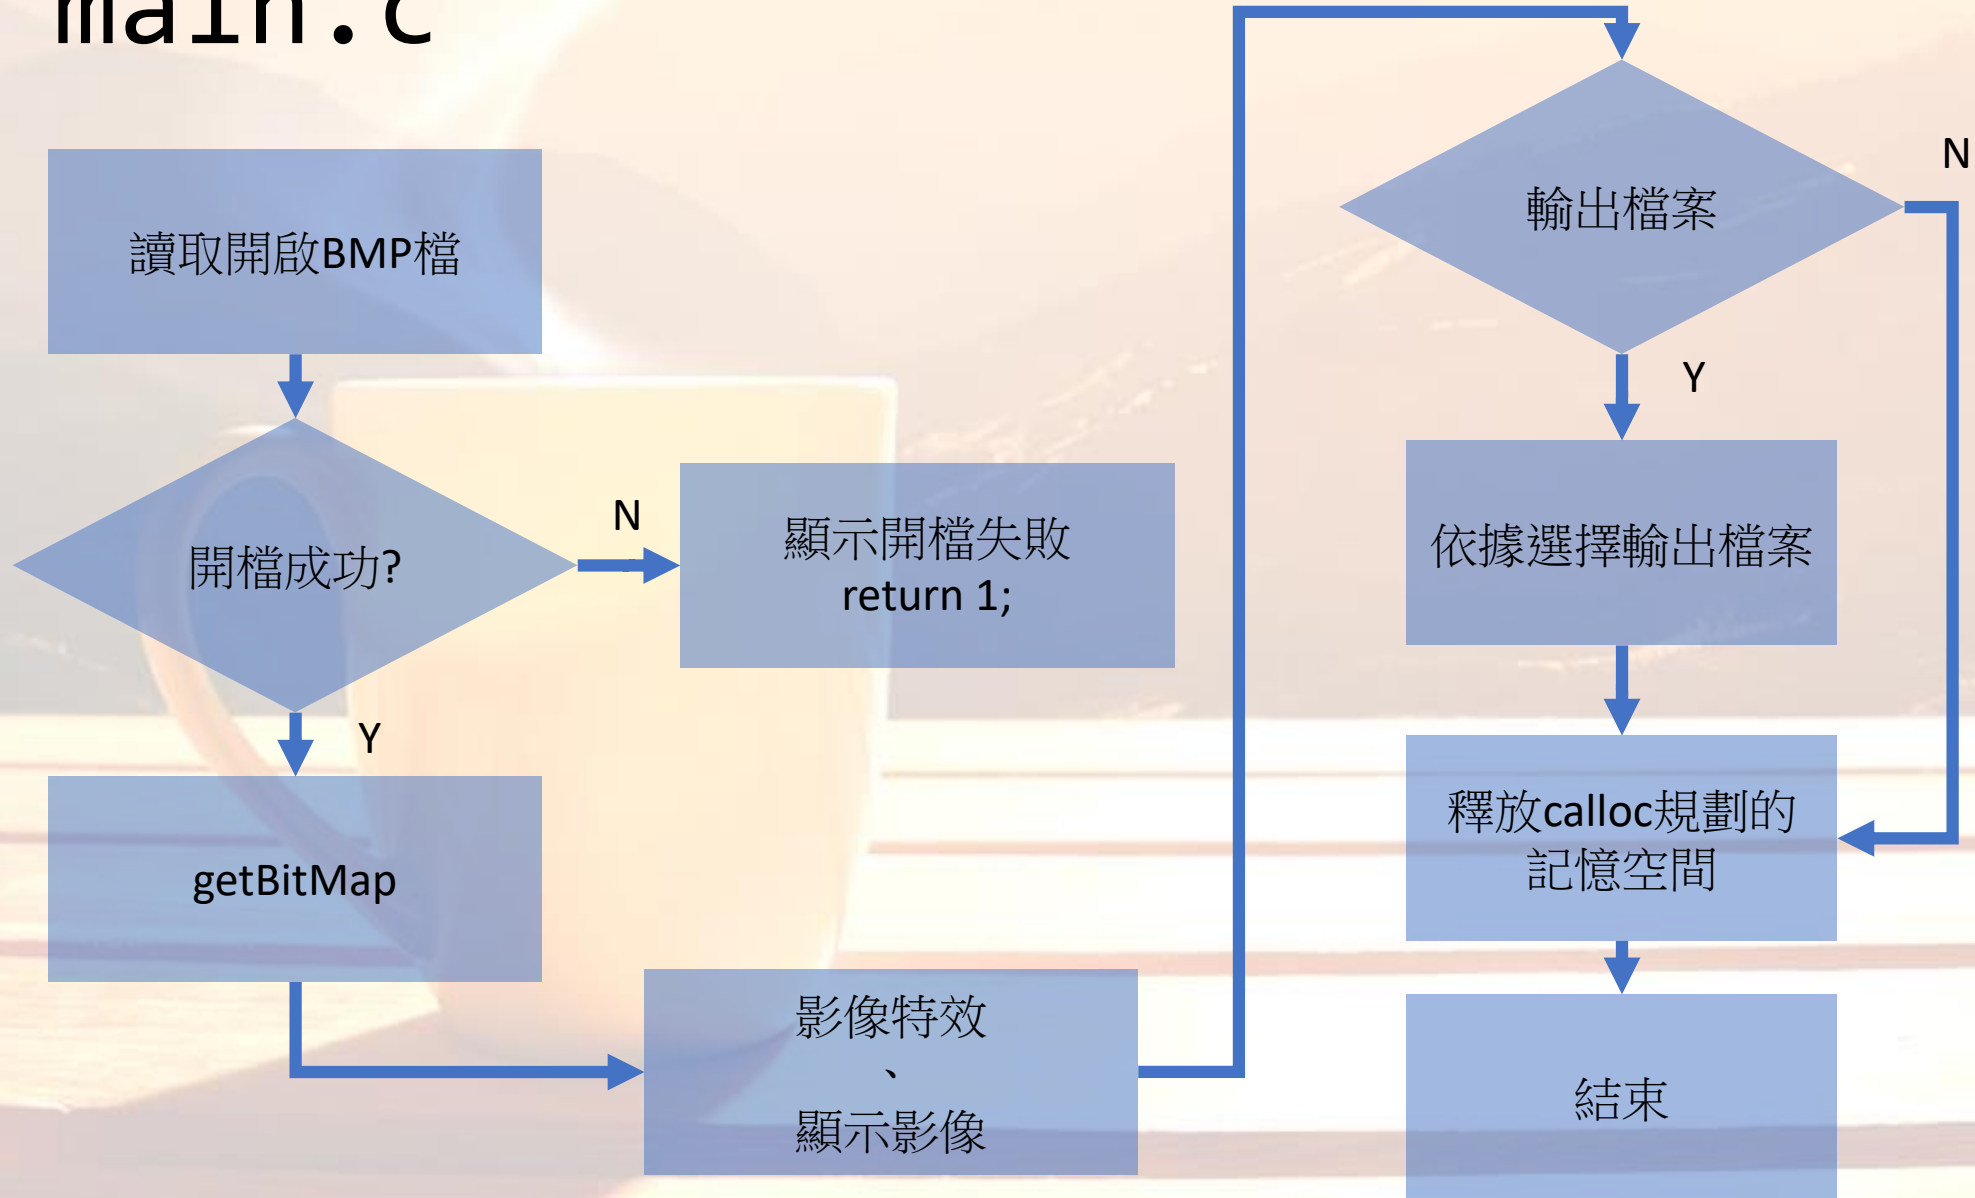 main.c
讀取開啟BMP檔
開檔成功?
N
顯示開檔失敗
return 1;
Y
getBitMap
影像特效
、
顯示影像
輸出檔案
N
Y
依據選擇輸出檔案
釋放calloc規劃的
記憶空間
結束